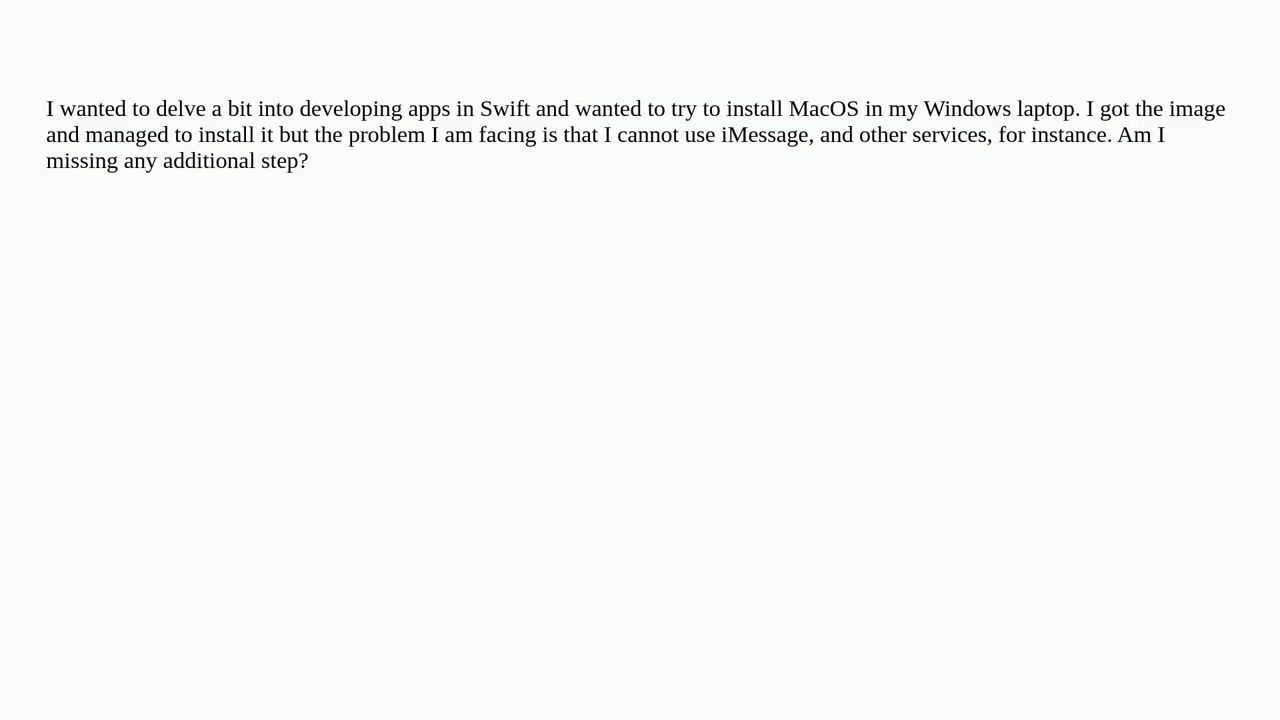 I wanted to delve a bit into developing apps in Swift and wanted to try to install MacOS in my Windows laptop. I got the image
and managed to install it but the problem I am facing is that I cannot use iMessage, and other services, for instance. Am I
missing any additional step?